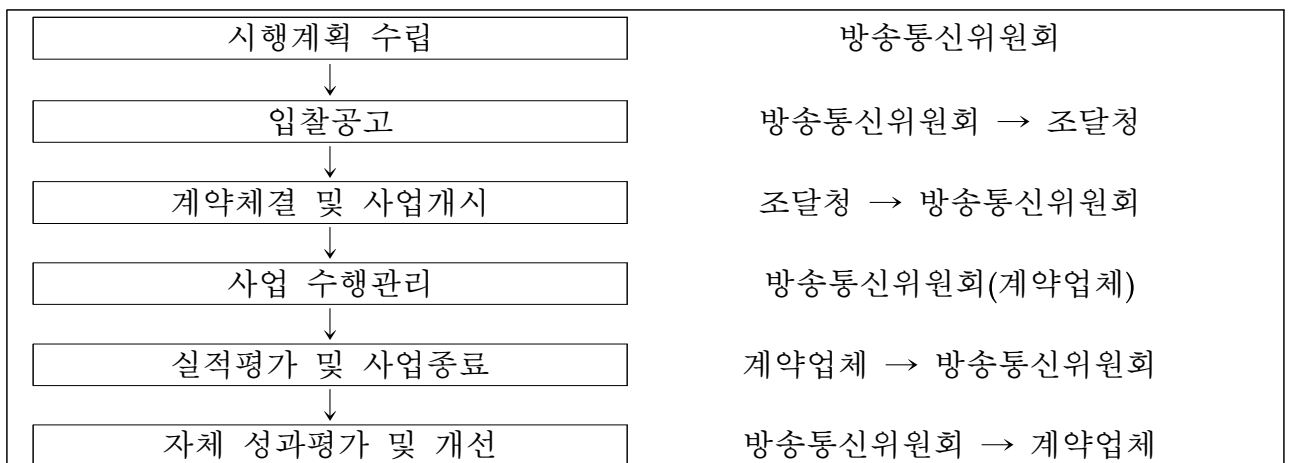 시행계획 수립 방송통신위원회
↓
입찰공고 방송통신위원회 → 조달청
↓
계약체결 및 사업개시 조달청 → 방송통신위원회
↓
사업 수행관리 방송통신위원회(계약업체)
↓
실적평가 및 사업종료 계약업체 → 방송통신위원회
↓
자체 성과평가 및 개선 방송통신위원회 → 계약업체